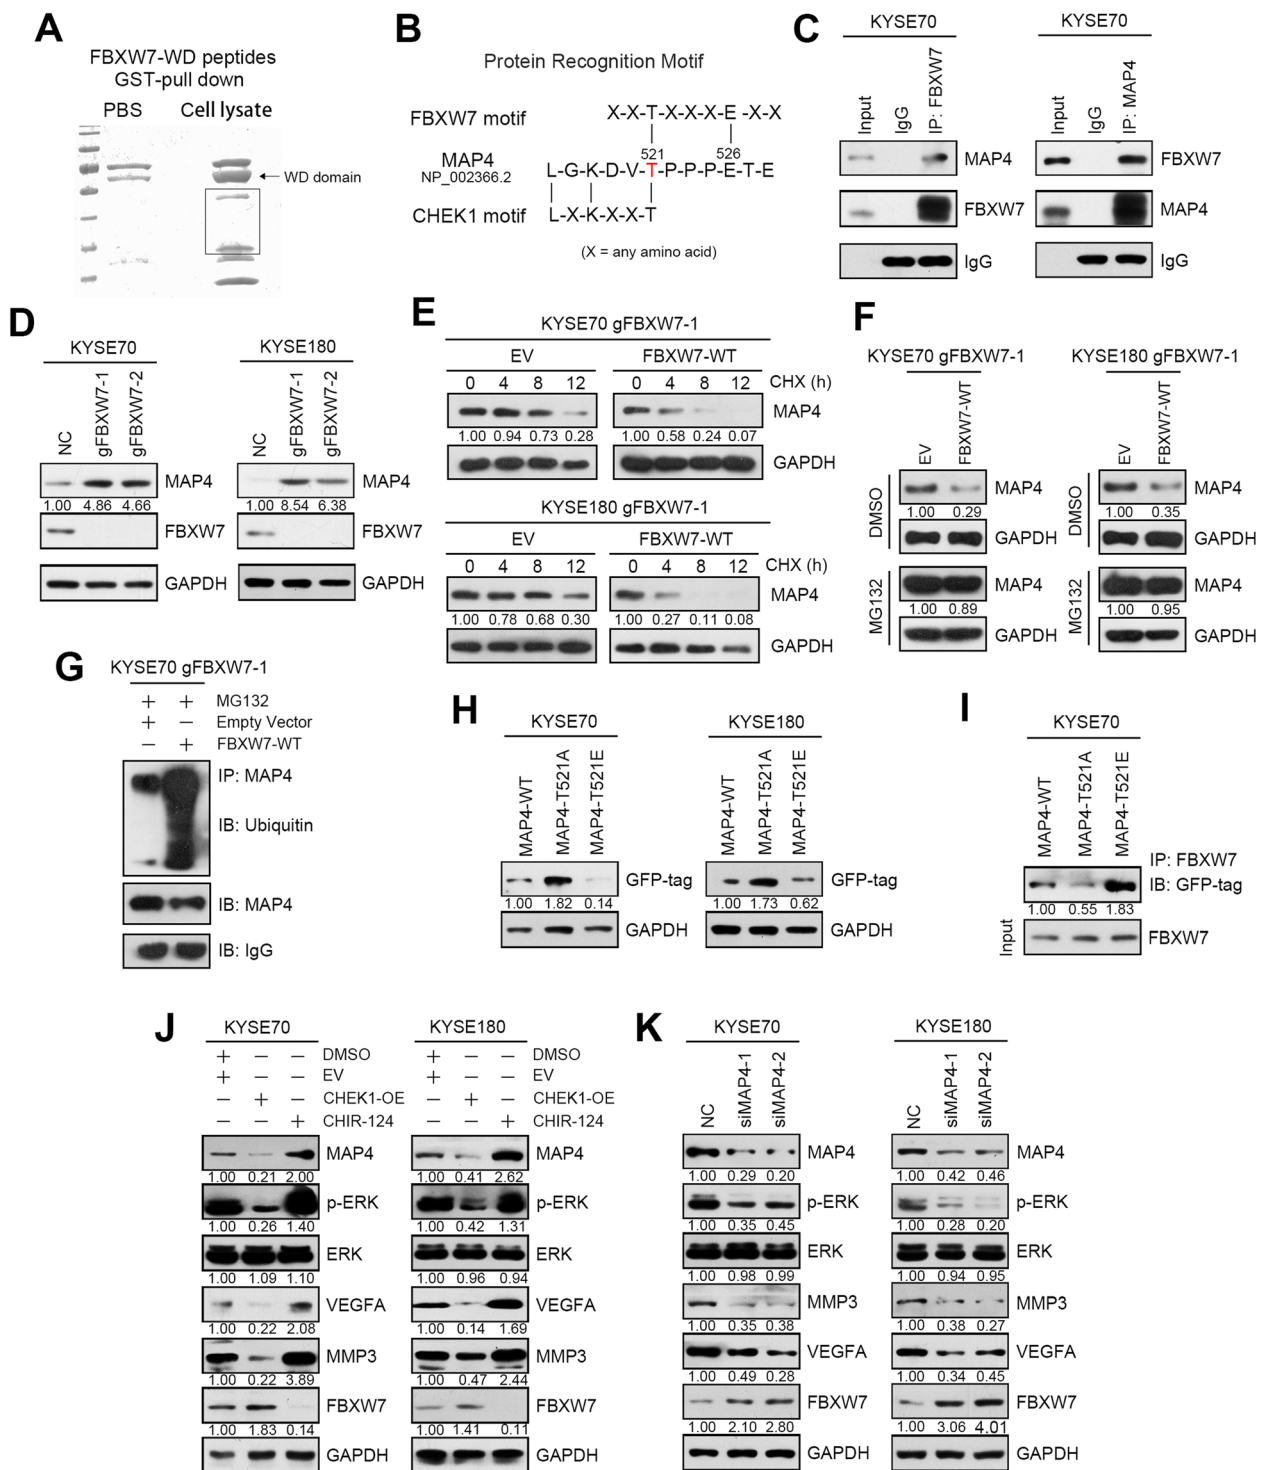 A
FBXW7-WD peptides
GST-pull down
PBS Cell lysate
WD domain
B
Protein Recognition Motif
FBXW7 motif X-X-T-X-X-X-E-X-X
521 526
MAP4 L-G-K-D-V-T-P-P-P-E-T-E
NP_002366.2
CHEK1 motif L-X-K-X-X-T
(X = any amino acid)
C
KYSE70 KYSE70
Input IgG IP: FBXW7 Input IgG IP: MAP4
MAP4 FBXW7
FBXW7 MAP4
IgG IgG
D
KYSE70 KYSE180
NC gFBXW7-1 gFBXW7-2 NC gFBXW7-1 gFBXW7-2
MAP4 MAP4
1.00 4.86 4.66 1.00 8.54 6.38
FBXW7 FBXW7
GAPDH GAPDH
E
KYSE70 gFBXW7-1
EV FBXW7-WT
0 4 8 12 0 4 8 12 CHX (h)
MAP4
1.00 0.94 0.73 0.28 1.00 0.58 0.24 0.07
GAPDH
KYSE180 gFBXW7-1
EV FBXW7-WT
0 4 8 12 0 4 8 12 CHX (h)
MAP4
1.00 0.78 0.68 0.30 1.00 0.27 0.11 0.08
GAPDH
F
KYSE70 gFBXW7-1 KYSE180 gFBXW7-1
EV FBXW7-WT EV FBXW7-WT
DMSO MAP4 DMSO MAP4
1.00 0.29 1.00 0.35
GAPDH GAPDH
MG132 MAP4 MG132 MAP4
1.00 0.89 1.00 0.95
GAPDH GAPDH
G
KYSE70 gFBXW7-1
+ + MG132
+ − Empty Vector
− + FBXW7-WT
IP: MAP4
IB: Ubiquitin
IB: MAP4
IB: IgG
H
KYSE70 KYSE180
MAP4-WT MAP4-T521A MAP4-T521E MAP4-WT MAP4-T521A MAP4-T521E
GFP-tag GFP-tag
1.00 1.82 0.14 1.00 1.73 0.62
GAPDH GAPDH
I
KYSE70
MAP4-WT MAP4-T521A MAP4-T521E
IP: FBXW7
IB: GFP-tag
1.00 0.55 1.83
Input FBXW7
J
KYSE70 KYSE180
+ − − DMSO + − − DMSO
+ − − EV + − − EV
− + − CHEK1-OE − + − CHEK1-OE
− − + CHIR-124 − − + CHIR-124
MAP4 MAP4
1.00 0.21 2.00 1.00 0.41 2.62
p-ERK p-ERK
1.00 0.26 1.40 1.00 0.42 1.31
ERK ERK
1.00 1.09 1.10 1.00 0.96 0.94
VEGFA VEGFA
1.00 0.22 2.08 1.00 0.14 1.69
MMP3 MMP3
1.00 0.22 3.89 1.00 0.47 2.44
FBXW7 FBXW7
1.00 1.83 0.14 1.00 1.41 0.11
GAPDH GAPDH
K
KYSE70 KYSE180
NC siMAP4-1 siMAP4-2 NC siMAP4-1 siMAP4-2
MAP4 MAP4
1.00 0.29 0.20 1.00 0.42 0.46
p-ERK p-ERK
1.00 0.35 0.45 1.00 0.28 0.20
ERK ERK
1.00 0.98 0.99 1.00 0.94 0.95
MMP3 MMP3
1.00 0.35 0.38 1.00 0.38 0.27
VEGFA VEGFA
1.00 0.49 0.28 1.00 0.34 0.45
FBXW7 FBXW7
1.00 2.10 2.80 1.00 3.06 4.01
GAPDH GAPDH